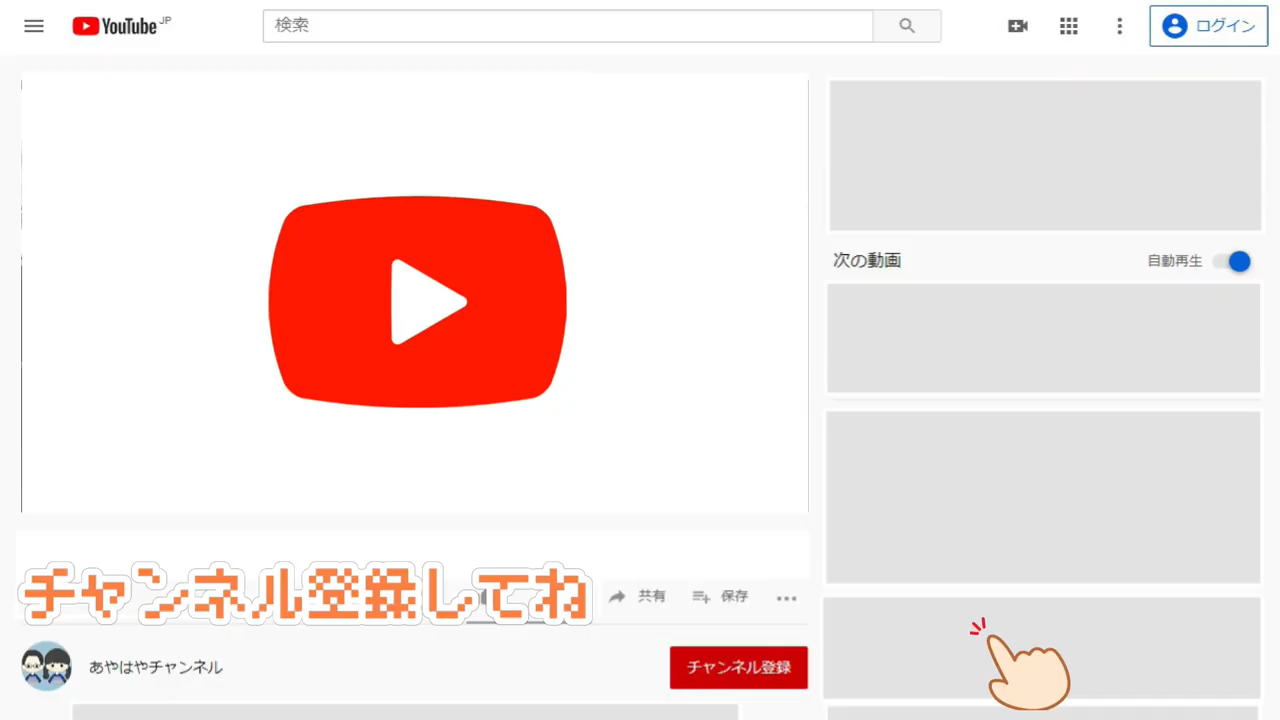 YouTube JP
検索
ログイン
次の動画
自動再生
チャンネル登録してね
共有
保存
あやはやチャンネル
チャンネル登録